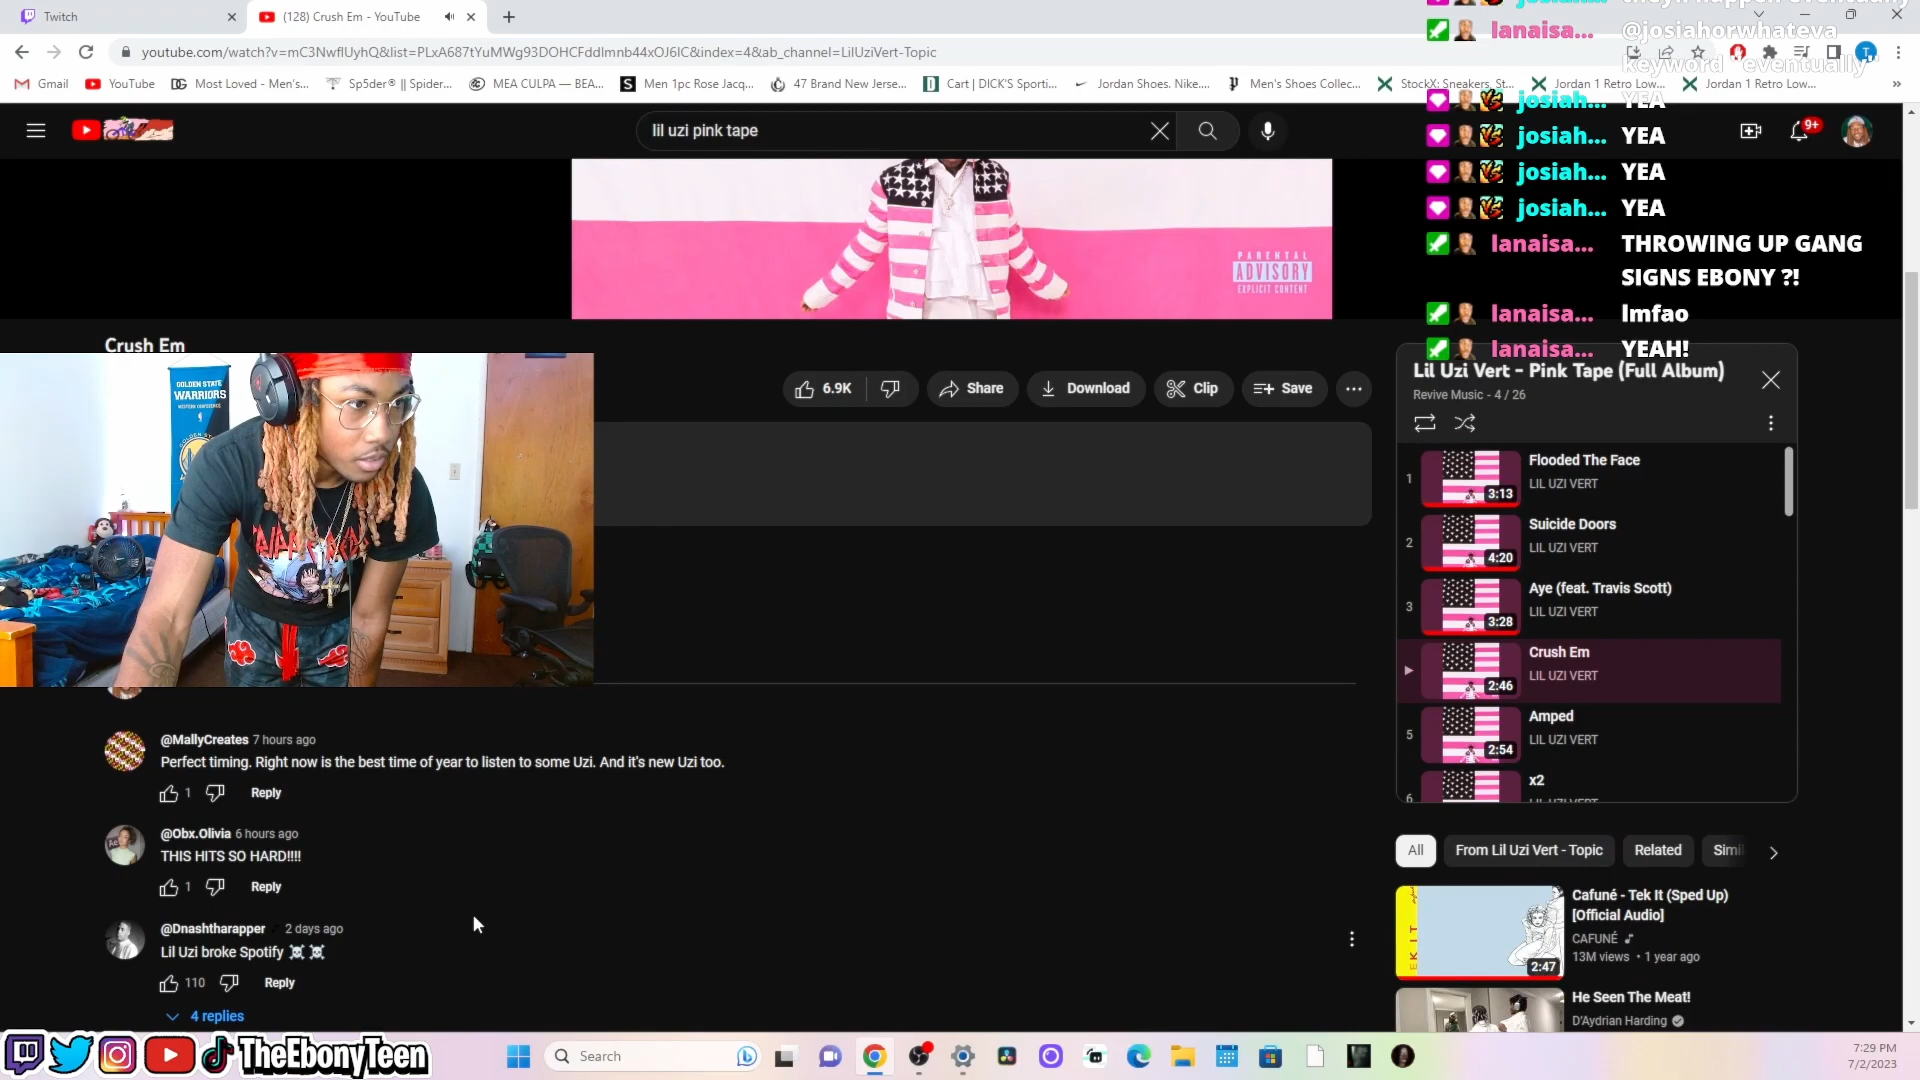 Twitch
(128) Crush Em - YouTube
youtube.com/watch?v=mC3NwflUyhQ&list=PLxA687tYuMWg93DOHCFddlmnb44xOJ6IC&index=4&ab_channel=LilUziVert-Topic
Gmail
YouTube
Most Loved - Men's...
Sp5der® || Spider...
MEA CULPA — BEA...
Men 1pc Rose Jacq...
47 Brand New Jerse...
Cart | DICK'S Sporti...
Jordan Shoes. Nike....
Men's Shoes Collec...
StockX: Sneakers, St...
Jordan 1 Retro Low...
Jordan 1 Retro Low...
lil uzi pink tape
9+
lanaisa... @josiahorwhateva
keyword "eventually"
josiah... YEA
josiah... YEA
josiah... YEA
josiah... YEA
lanaisa... THROWING UP GANG
SIGNS EBONY ?!
lanaisa... lmfao
lanaisa... YEAH!
PARENTAL
ADVISORY
EXPLICIT CONTENT
Crush Em
6.9K
Share
Download
Clip
Save
GOLDEN STATE
WARRIORS
WESTERN CONFERENCE
Lil Uzi Vert - Pink Tape (Full Album)
Revive Music - 4 / 26
1
3:13
Flooded The Face
LIL UZI VERT
2
4:20
Suicide Doors
LIL UZI VERT
3
3:28
Aye (feat. Travis Scott)
LIL UZI VERT
2:46
Crush Em
LIL UZI VERT
5
2:54
Amped
LIL UZI VERT
6
x2
LIL UZI VERT
@MallyCreates 7 hours ago
Perfect timing. Right now is the best time of year to listen to some Uzi. And it's new Uzi too.
1
Reply
@Obx.Olivia 6 hours ago
THIS HITS SO HARD!!!!
1
Reply
@Dnashtharapper 2 days ago
Lil Uzi broke Spotify ☠️☠️
110
Reply
4 replies
All
From Lil Uzi Vert - Topic
Related
Simil
2:47
Cafuné - Tek It (Sped Up)
[Official Audio]
CAFUNÉ
13M views • 1 year ago
He Seen The Meat!
D'Aydrian Harding
TheEbonyTeen
Search
7:29 PM
7/2/2023